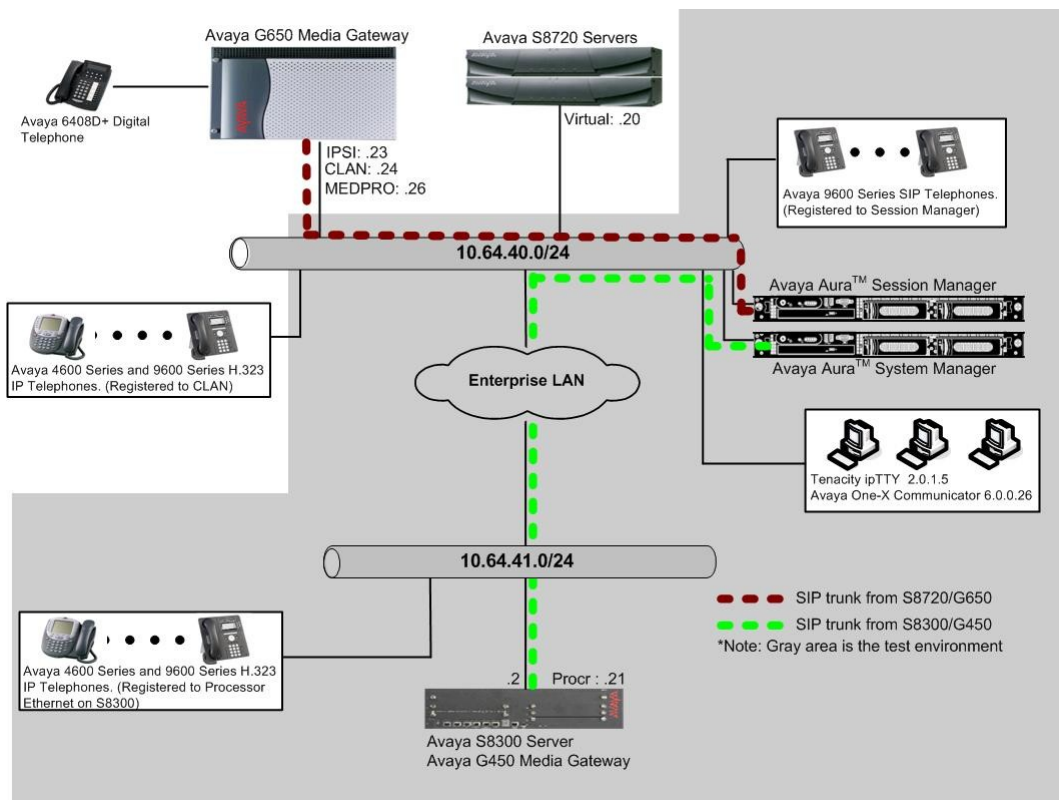 Avaya G650 Media Gateway
Avaya S8720 Servers
Avaya 6408D+ Digital
Telephone
Virtual: .20
IPSI: .23
CLAN: .24
MEDPRO: .26
Avaya 9600 Series SIP Telephones.
(Registered to Session Manager)
10.64.40.0/24
Avaya Aura™ Session Manager
Avaya Aura™ System Manager
Avaya 4600 Series and 9600 Series H.323
IP Telephones. (Registered to CLAN)
Enterprise LAN
Tenacity ipTTY 2.0.1.5
Avaya One-X Communicator 6.0.0.26
10.64.41.0/24
SIP trunk from S8720/G650
SIP trunk from S8300/G450
*Note: Gray area is the test environment
Avaya 4600 Series and 9600 Series H.323
IP Telephones. (Registered to Processor
Ethernet on S8300)
.2 Procr : .21
Avaya S8300 Server
Avaya G450 Media Gateway